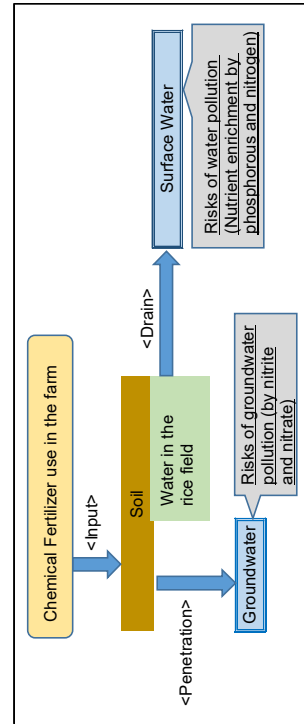 Chemical Fertilizer use in the farm
<Input>
Soil
Water in the
rice field
<Drain>
Surface Water
Risks of water pollution
(Nutrient enrichment by
phosphorous and nitrogen)
<Penetration>
Groundwater
Risks of groundwater
pollution (by nitrite
and nitrate)